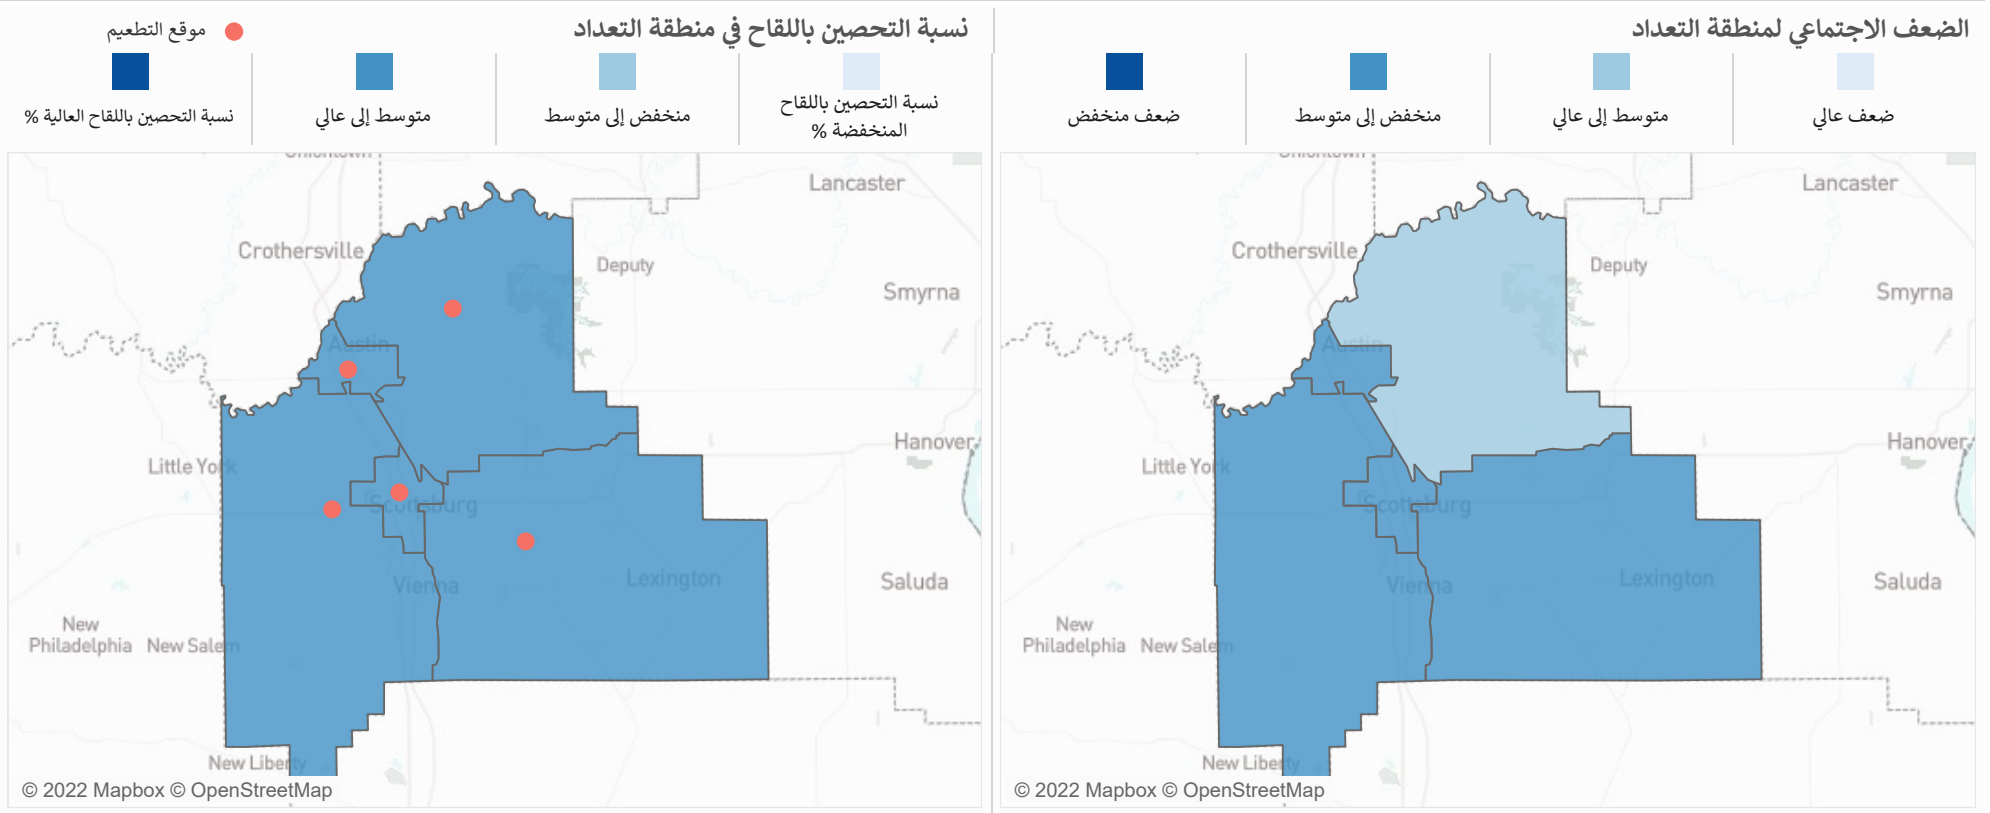 الضعف الاجتماعي لمنطقة التعداد
ضعف عالي
متوسط إلى عالي
منخفض إلى متوسط
ضعف منخفض
Uniontown
Lancaster
Crothersville
Deputy
Smyrna
Austin
Hanover
Little York
Scottsburg
Vienna
Lexington
Saluda
New
Philadelphia
New Salem
New Liberty
© 2022 Mapbox © OpenStreetMap
نسبة التحصين باللقاح في منطقة التعداد
موقع التطعيم
نسبة التحصين باللقاح
المنخفضة %
منخفض إلى متوسط
متوسط إلى عالي
نسبة التحصين باللقاح العالية %
Uniontown
Lancaster
Crothersville
Deputy
Smyrna
Austin
Hanover
Little York
Scottsburg
Vienna
Lexington
Saluda
New
Philadelphia
New Salem
New Liberty
© 2022 Mapbox © OpenStreetMap